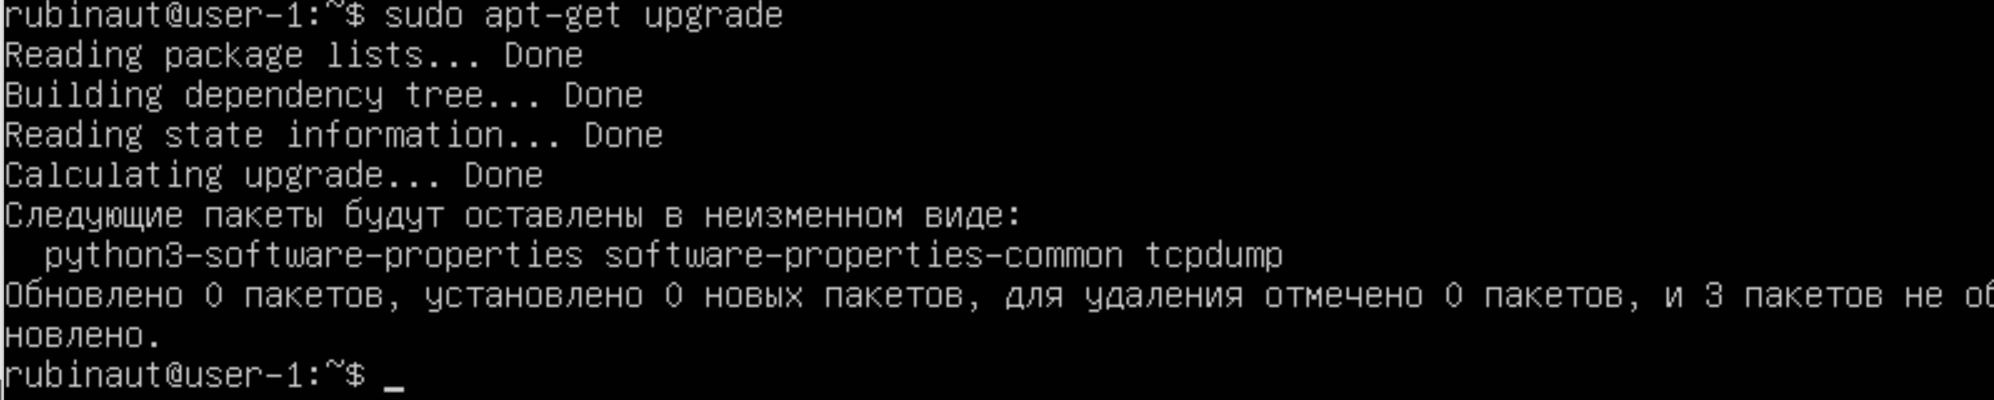 rubinaut@user-1:~$ sudo apt-get upgrade
Reading package lists... Done
Building dependency tree... Done
Reading state information... Done
Calculating upgrade... Done
Следующие пакеты будут оставлены в неизменном виде:
  python3-software-properties software-properties-common tcpdump
Обновлено 0 пакетов, установлено 0 новых пакетов, для удаления отмечено 0 пакетов, и 3 пакетов не об
новлено.
rubinaut@user-1:~$ _